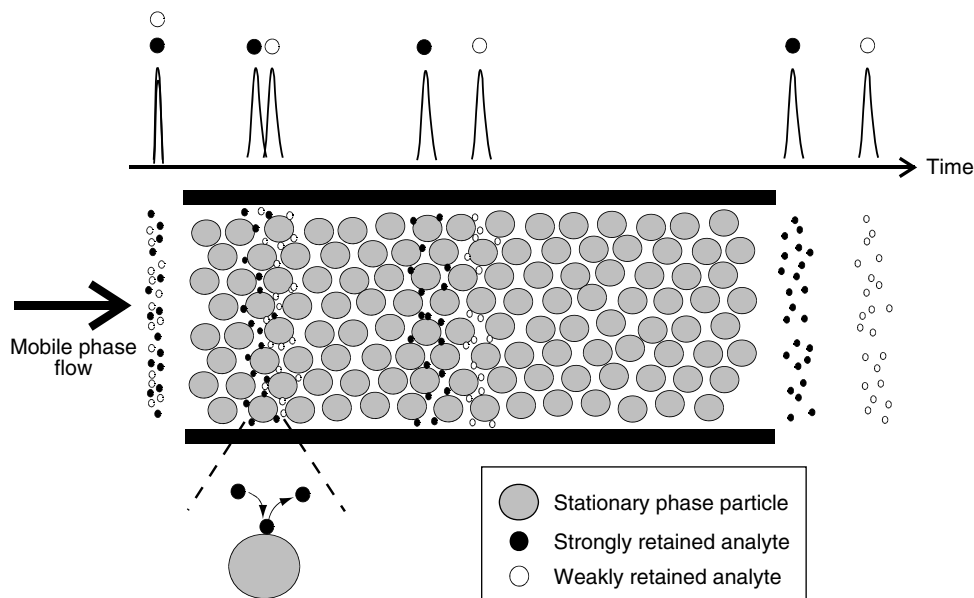 Time
Mobile phase
flow
Stationary phase particle
Strongly retained analyte
Weakly retained analyte